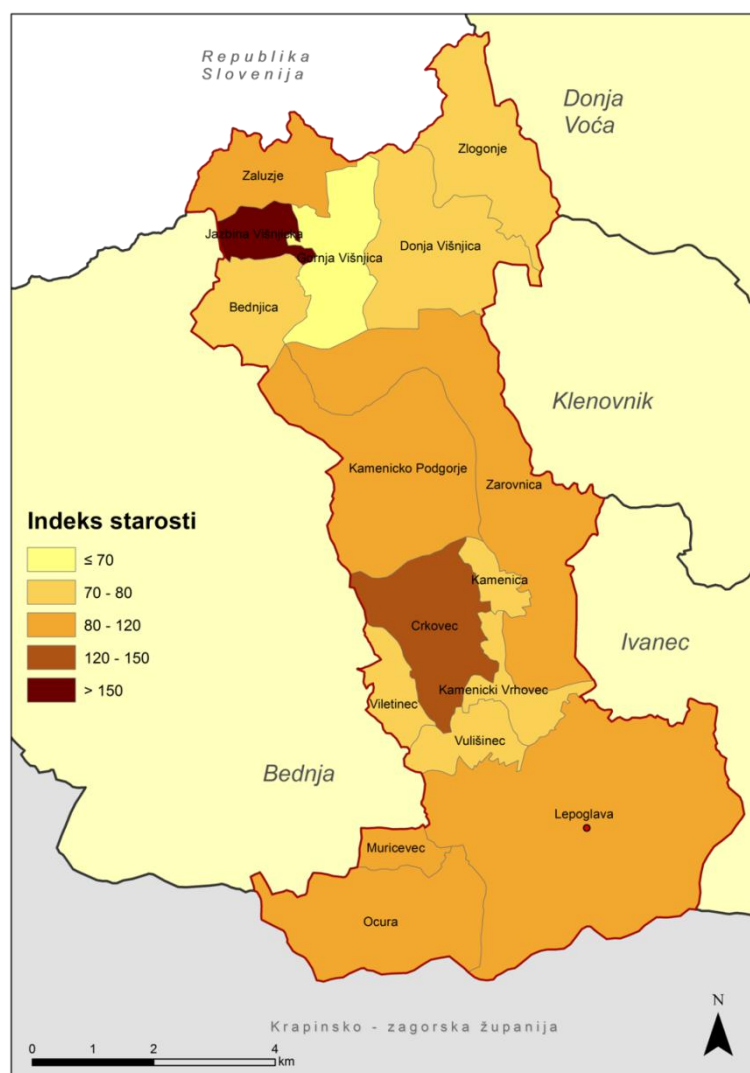 Republika
Slovenija
Donja
Voća
Zlogonje
Zaluzje
Jazbina Višnjička
Gornja Višnjica
Donja Višnjica
Bednjica
Klenovnik
Kamenicko Podgorje
Zarovnica
Indeks starosti
≤ 70
70 - 80
80 - 120
120 - 150
> 150
Kamenica
Crkovec
Ivanec
Kamenicki Vrhovec
Viletinec
Vulišinec
Bednja
Lepoglava
Muricevec
Ocura
N
Krapinsko - zagorska županija
0 1 2 4
km